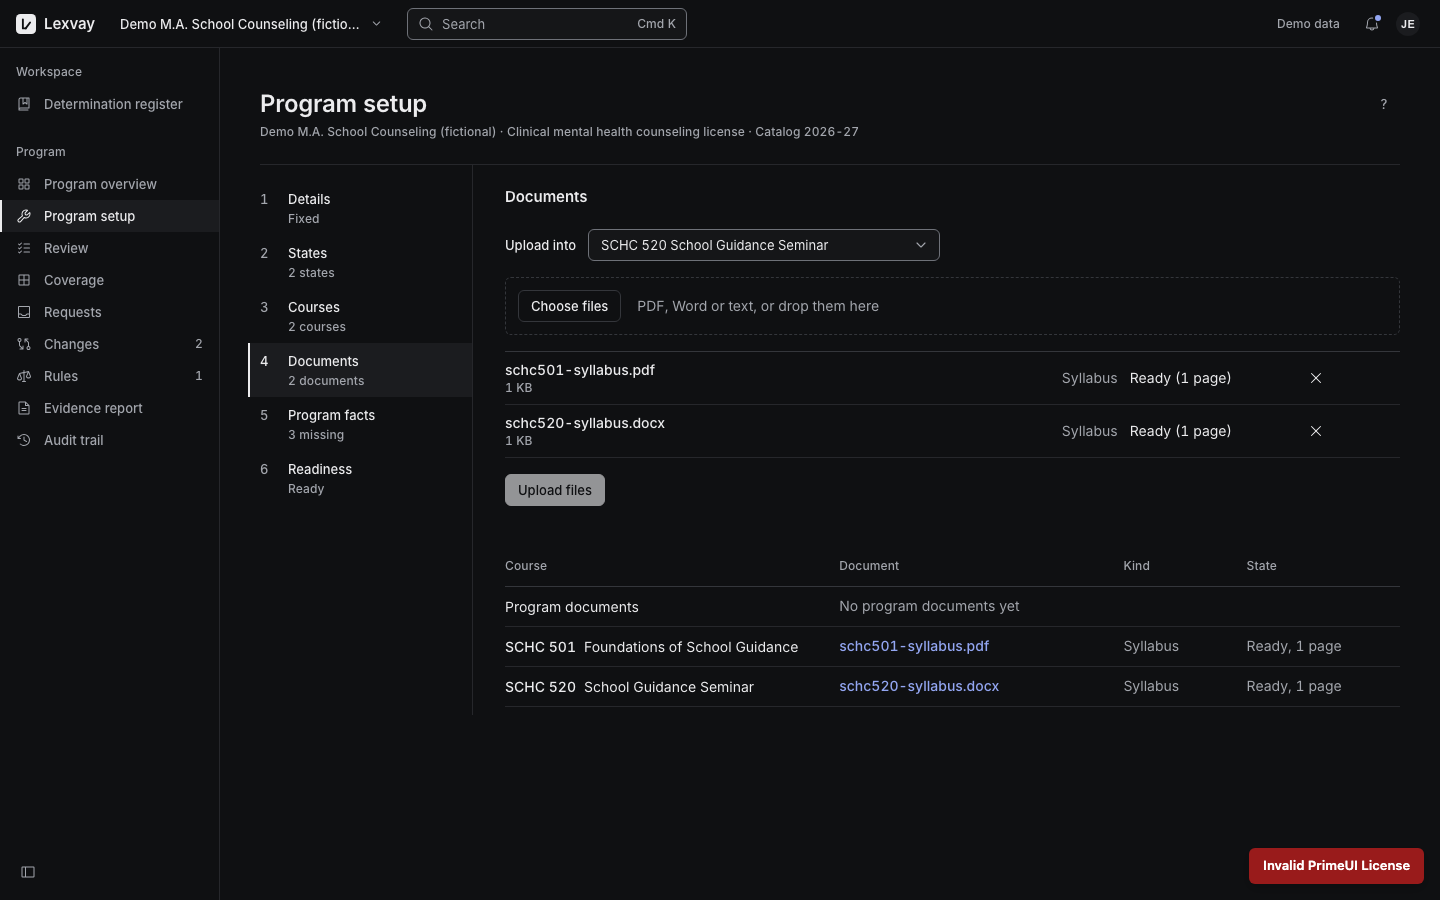 Lexvay
Demo M.A. School Counseling (fictio...
Search
Cmd K
Demo data
JE
Workspace
Determination register
Program
Program overview
Program setup
Review
Coverage
Requests
Changes 2
Rules 1
Evidence report
Audit trail
Program setup
?
Demo M.A. School Counseling (fictional) · Clinical mental health counseling license · Catalog 2026-27
1 Details
Fixed
2 States
2 states
3 Courses
2 courses
4 Documents
2 documents
5 Program facts
3 missing
6 Readiness
Ready
Documents
Upload into SCHC 520 School Guidance Seminar
Choose files PDF, Word or text, or drop them here
schc501-syllabus.pdf
1 KB
Syllabus Ready (1 page)
schc520-syllabus.docx
1 KB
Syllabus Ready (1 page)
Upload files
Course Document Kind State
Program documents No program documents yet
SCHC 501 Foundations of School Guidance schc501-syllabus.pdf Syllabus Ready, 1 page
SCHC 520 School Guidance Seminar schc520-syllabus.docx Syllabus Ready, 1 page
Invalid PrimeUI License